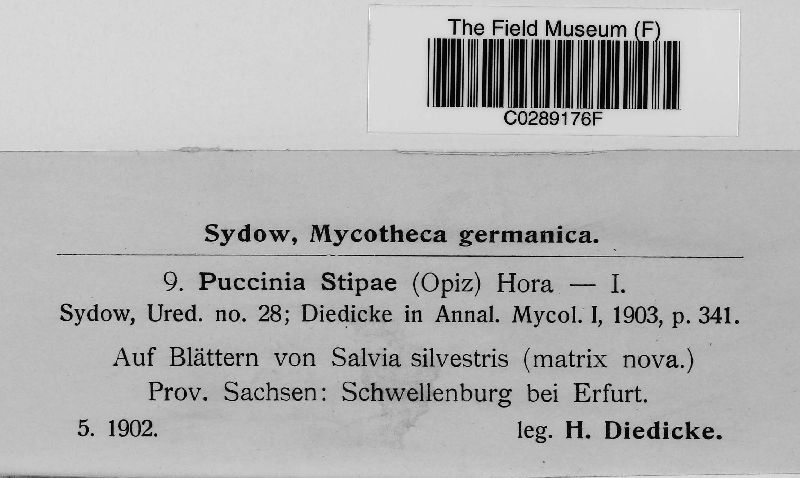 The Field Museum (F)
C0289176F
Sydow, Mycotheca germanica.
9. Puccinia Stipae (Opiz) Hora — I.
Sydow, Ured. no. 28; Diedicke in Annal. Mycol. I, 1903, p. 341.
Auf Blättern von Salvia silvestris (matrix nova.)
Prov. Sachsen: Schwellenburg bei Erfurt.
5. 1902. leg. H. Diedicke.